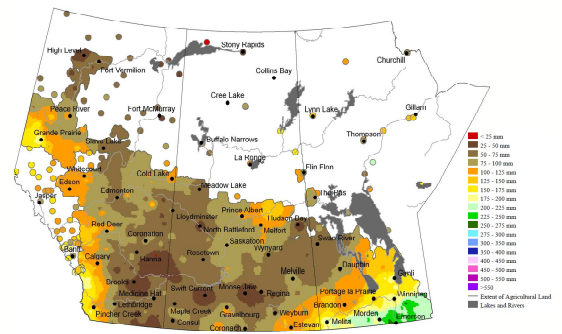 High Level
Fort Vermilion
Stony Rapids
Churchill
Collins Bay
Cree Lake
Peace River
Fort McMurray
Lynn Lake
Gillam
Grande Prairie
Slave Lake
Buffalo Narrows
Thompson
Whitecourt
La Ronge
Flin Flon
Edson
Cold Lake
Jasper
Edmonton
Meadow Lake
The Pas
Lloydminster
Prince Albert
Hudson Bay
Red Deer
Coronation
North Battleford
Melfort
Swan River
Saskatoon
Banff
Calgary
Hanna
Rosetown
Wynyard
Dauphin
Gimli
Brooks
Melville
Medicine Hat
Swift Current
Moose Jaw
Regina
Portage la Prairie
Winnipeg
Lethbridge
Brandon
Pincher Creek
Maple Creek
Gravelbourg
Weyburn
Morden
Emerson
Consul
Coronach
Estevan
Melita
< 25 mm
25 - 50 mm
50 - 75 mm
75 - 100 mm
100 - 125 mm
125 - 150 mm
150 - 175 mm
175 - 200 mm
200 - 225 mm
225 - 250 mm
250 - 275 mm
275 - 300 mm
300 - 350 mm
350 - 400 mm
400 - 450 mm
450 - 500 mm
500 - 550 mm
>550
Extent of Agricultural Land
Lakes and Rivers